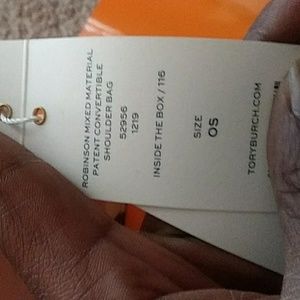 ROBINSON MIXED MATERIAL
PATENT CONVERTIBLE
SHOULDER BAG
52956
1219
INSIDE THE BOX / 116
SIZE
OS
TORYBURCH.COM